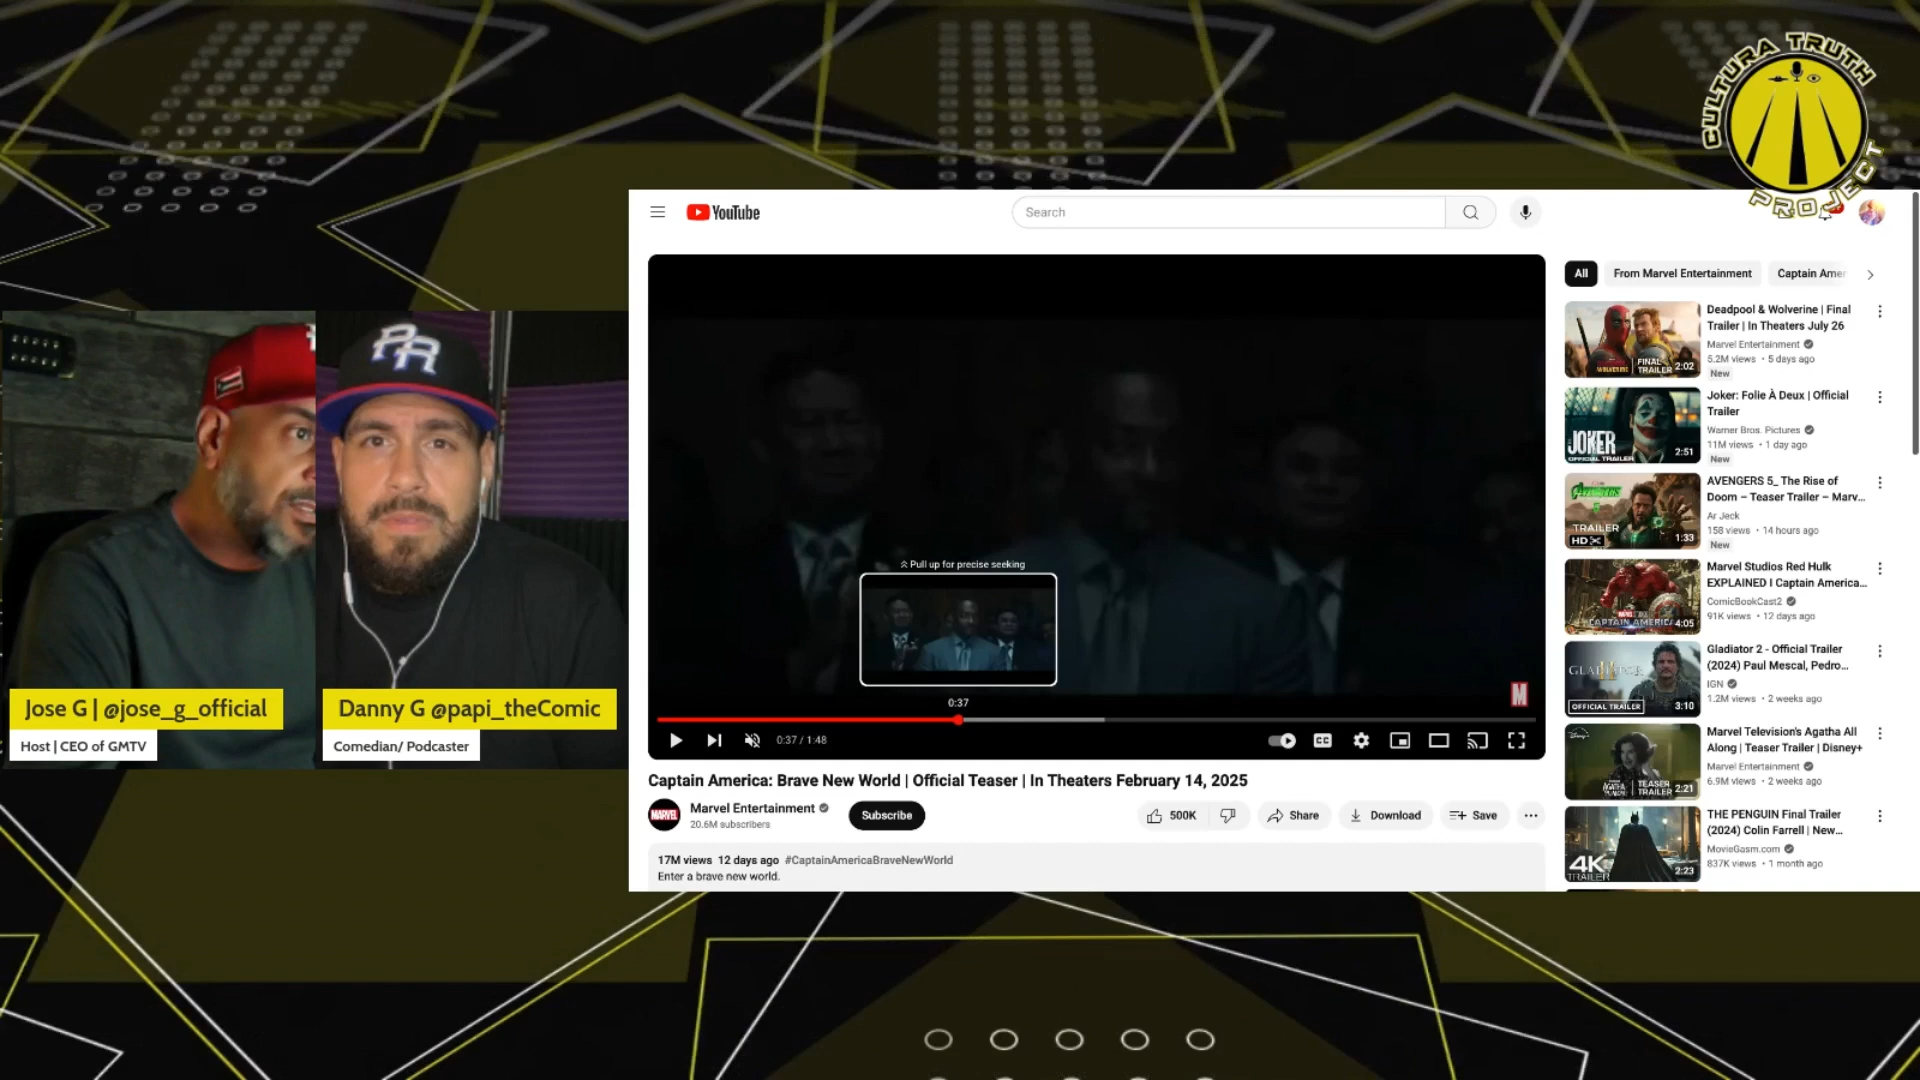 CULTURA TRUTH
PROJECT
YouTube
Search
All
From Marvel Entertainment
Captain Amer
Pull up for precise seeking
0:37
0:37 / 1:48
CC
M
Captain America: Brave New World | Official Teaser | In Theaters February 14, 2025
MARVEL
Marvel Entertainment
20.6M subscribers
Subscribe
500K
Share
Download
Save
17M views 12 days ago #CaptainAmericaBraveNewWorld
Enter a brave new world.
PR
Jose G | @jose_g_official
Host | CEO of GMTV
Danny G @papi_theComic
Comedian/ Podcaster
FINAL
TRAILER
2:02
Deadpool & Wolverine | Final
Trailer | In Theaters July 26
Marvel Entertainment
5.2M views • 5 days ago
New
JOKER
OFFICIAL TRAILER
2:51
Joker: Folie À Deux | Official
Trailer
Warner Bros. Pictures
11M views • 1 day ago
New
TRAILER
HD
1:33
AVENGERS 5_ The Rise of
Doom – Teaser Trailer – Marv...
Ar Jeck
158 views • 14 hours ago
New
CAPTAIN AMERICA
4:05
Marvel Studios Red Hulk
EXPLAINED I Captain America...
ComicBookCast2
91K views • 12 days ago
OFFICIAL TRAILER
3:10
Gladiator 2 - Official Trailer
(2024) Paul Mescal, Pedro...
IGN
1.2M views • 2 weeks ago
TEASER
TRAILER
2:21
Marvel Television's Agatha All
Along | Teaser Trailer | Disney+
Marvel Entertainment
6.9M views • 2 weeks ago
4K
TRAILER
2:23
THE PENGUIN Final Trailer
(2024) Colin Farrell | New...
MovieGasm.com
837K views • 1 month ago